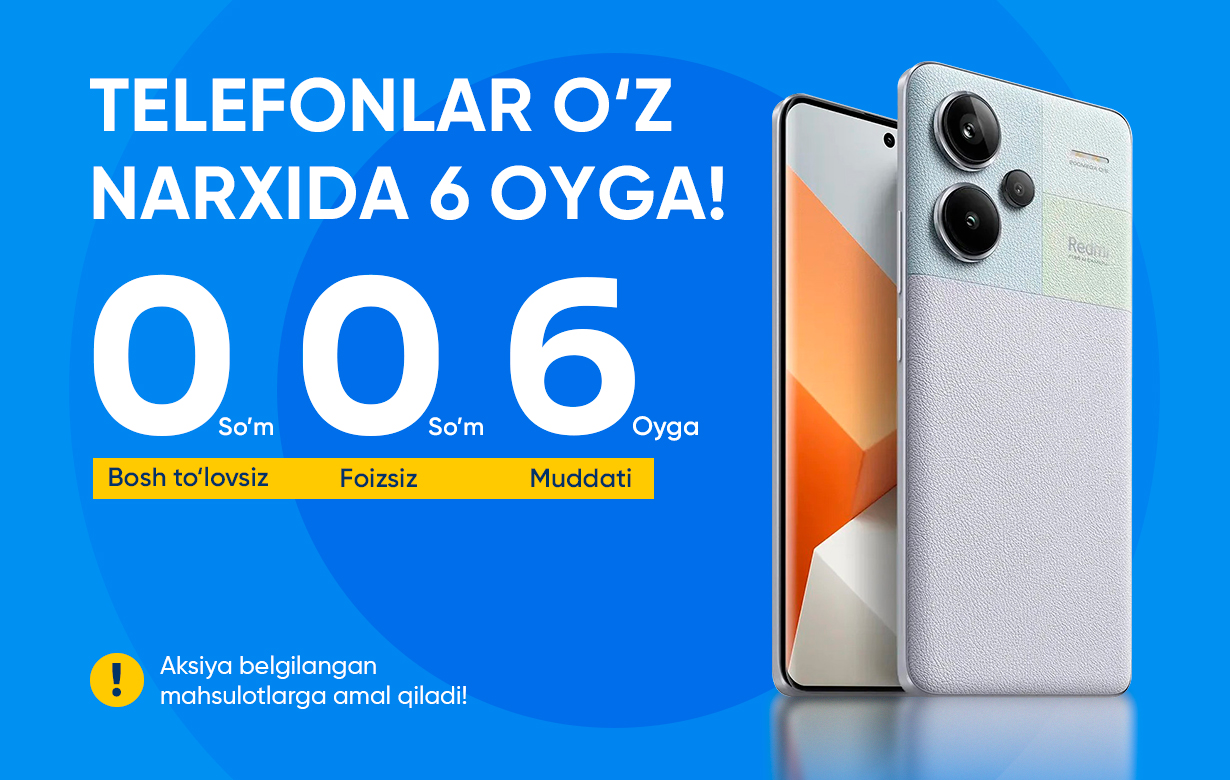 TELEFONLAR O‘Z
NARXIDA 6 OYGA!
0 So’m 0 So’m 6 Oyga
Bosh to‘lovsiz Foizsiz Muddati
! Aksiya belgilangan
mahsulotlarga amal qiladi!
Redmi